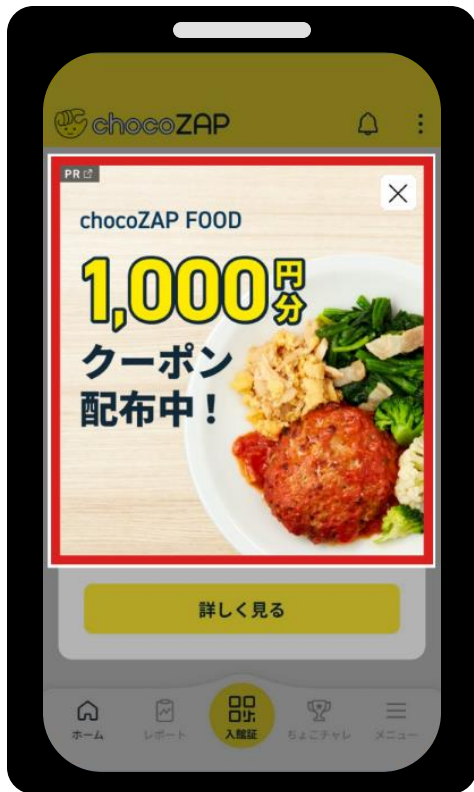 chocoZAP
PR
chocoZAP FOOD
1,000円分
クーポン
配布中！
詳しく見る
ホーム
レポート
入館証
ちょこチャレ
メニュー